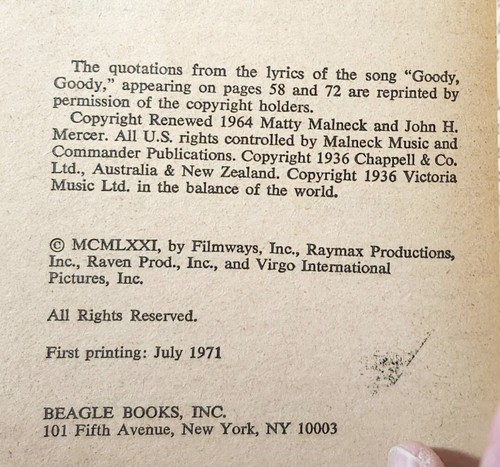 The quotations from the lyrics of the song “Goody,
Goody,” appearing on pages 58 and 72 are reprinted by
permission of the copyright holders.
Copyright Renewed 1964 Matty Malneck and John H.
Mercer. All U.S. rights controlled by Malneck Music and
Commander Publications. Copyright 1936 Chappell & Co.
Ltd., Australia & New Zealand. Copyright 1936 Victoria
Music Ltd. in the balance of the world.
© MCMLXXI, by Filmways, Inc., Raymax Productions,
Inc., Raven Prod., Inc., and Virgo International
Pictures, Inc.
All Rights Reserved.
First printing: July 1971
BEAGLE BOOKS, INC.
101 Fifth Avenue, New York, NY 10003